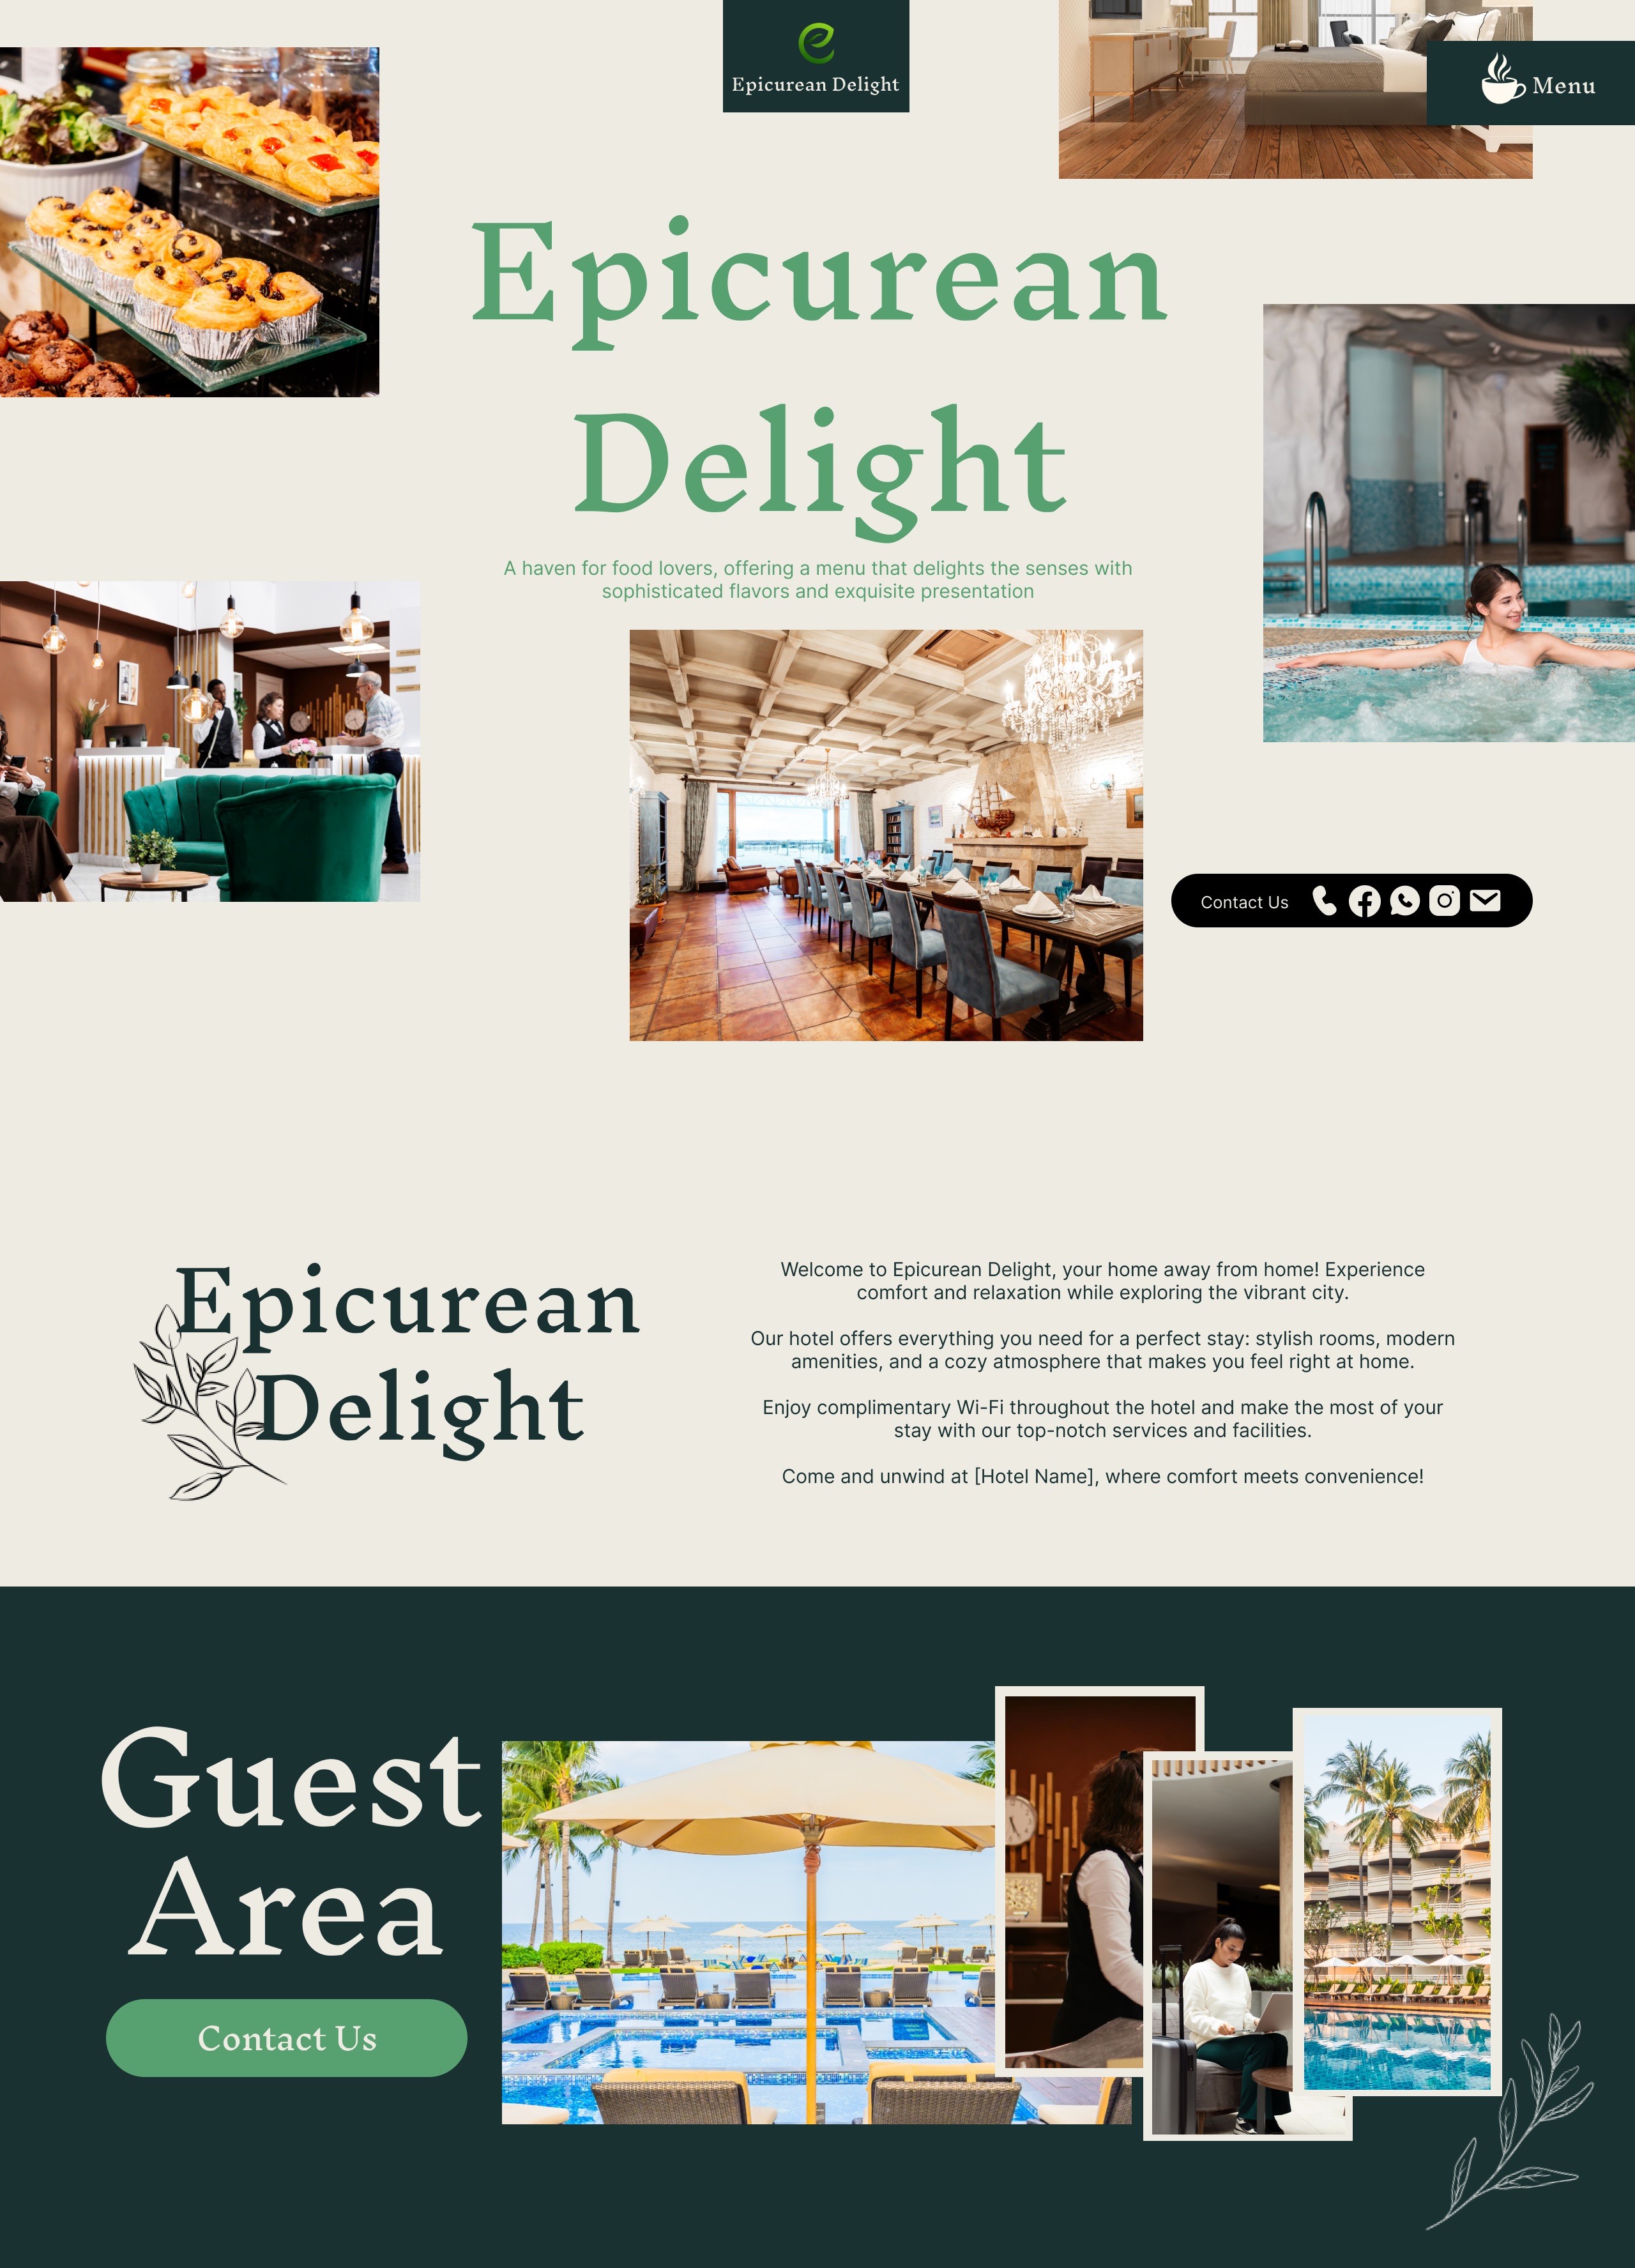 Epicurean Delight
Menu
Epicurean
Delight
A haven for food lovers, offering a menu that delights the senses with
sophisticated flavors and exquisite presentation
Contact Us
Epicurean
Delight
Welcome to Epicurean Delight, your home away from home! Experience
comfort and relaxation while exploring the vibrant city.
Our hotel offers everything you need for a perfect stay: stylish rooms, modern
amenities, and a cozy atmosphere that makes you feel right at home.
Enjoy complimentary Wi-Fi throughout the hotel and make the most of your
stay with our top-notch services and facilities.
Come and unwind at [Hotel Name], where comfort meets convenience!
Guest
Area
Contact Us